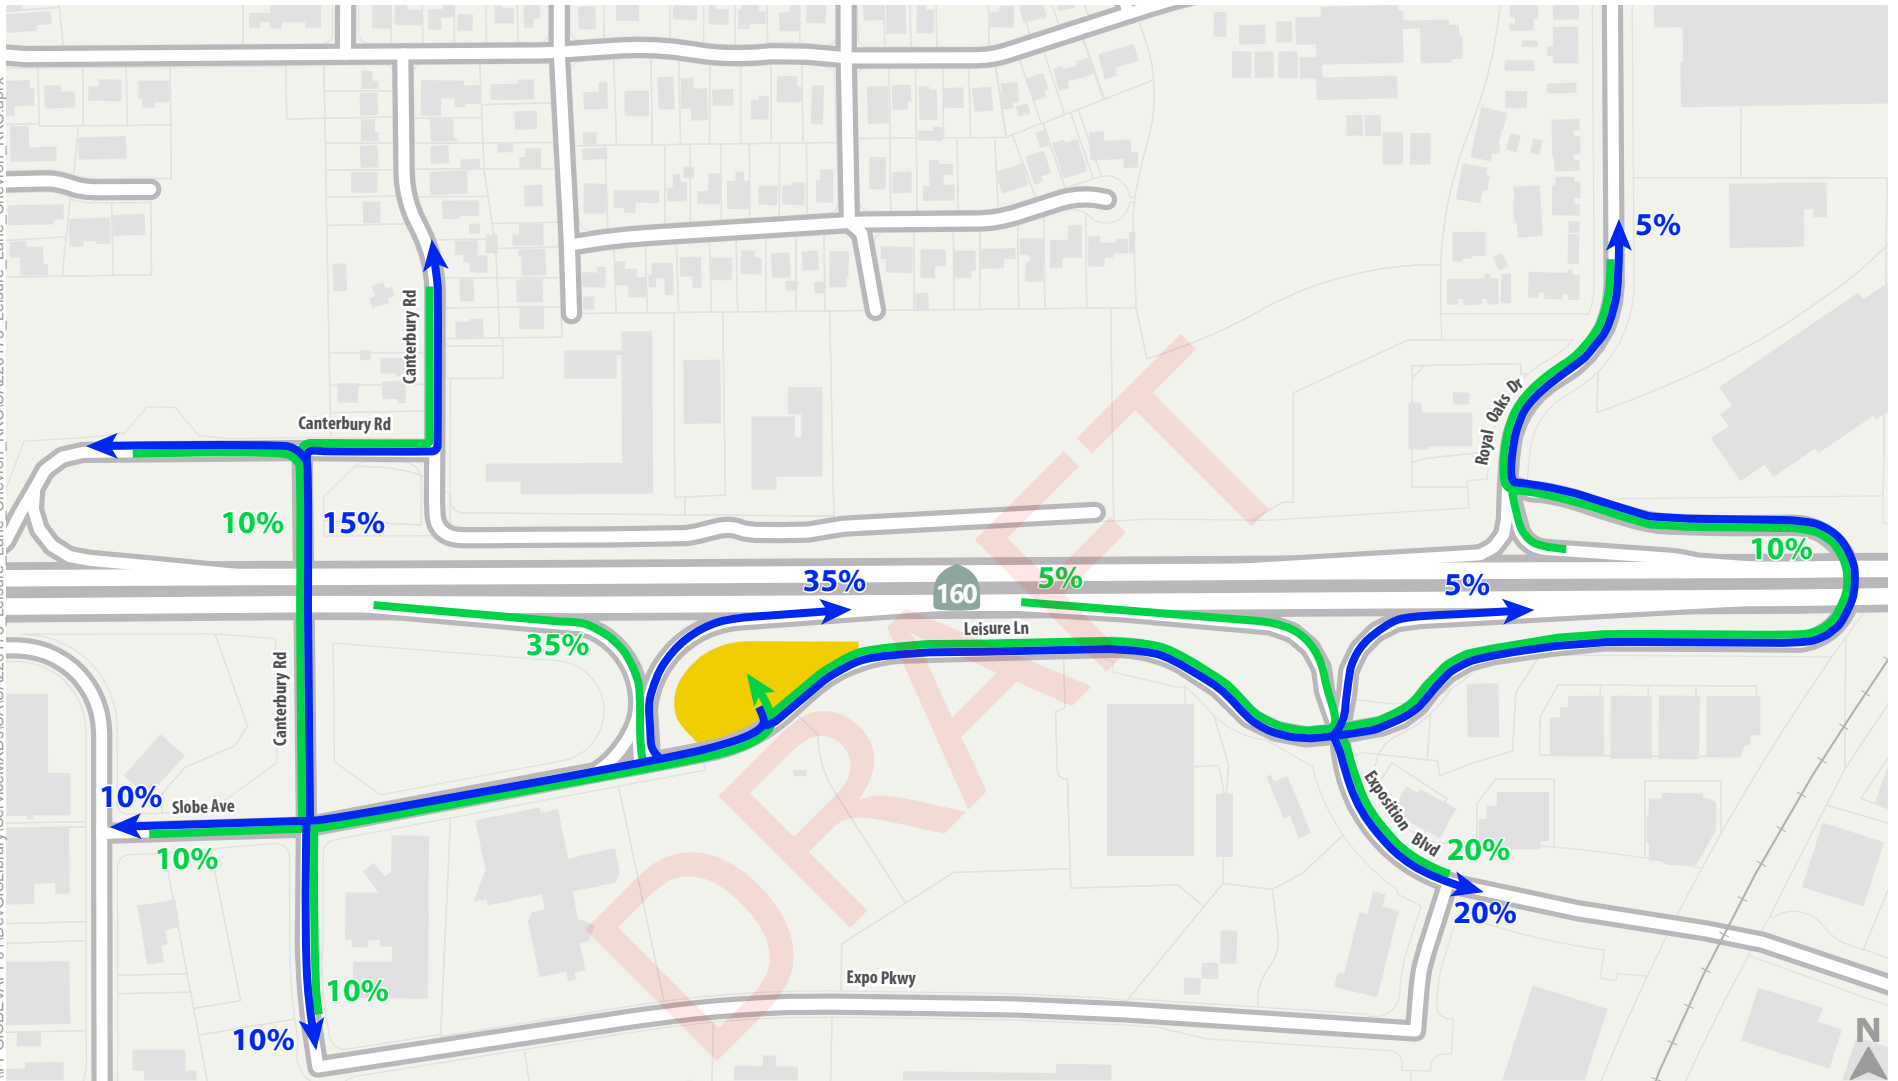 5%
Canterbury Rd
Royal Oaks Dr
Canterbury Rd
10%
15%
10%
35%
160
5%
5%
Leisure Ln
35%
Canterbury Rd
10%
Slobe Ave
10%
Exposition Blvd
20%
20%
Expo Pkwy
10%
10%
N
DRAFT